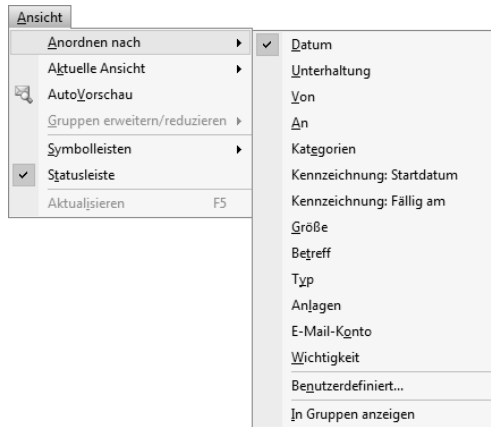 Ansicht
Anordnen nach
Aktuelle Ansicht
AutoVorschau
Gruppen erweitern/reduzieren
Symbolleisten
Statusleiste
Aktualisieren F5
Datum
Unterhaltung
Von
An
Kategorien
Kennzeichnung: Startdatum
Kennzeichnung: Fällig am
Größe
Betreff
Typ
Anlagen
E-Mail-Konto
Wichtigkeit
Benutzerdefiniert...
In Gruppen anzeigen